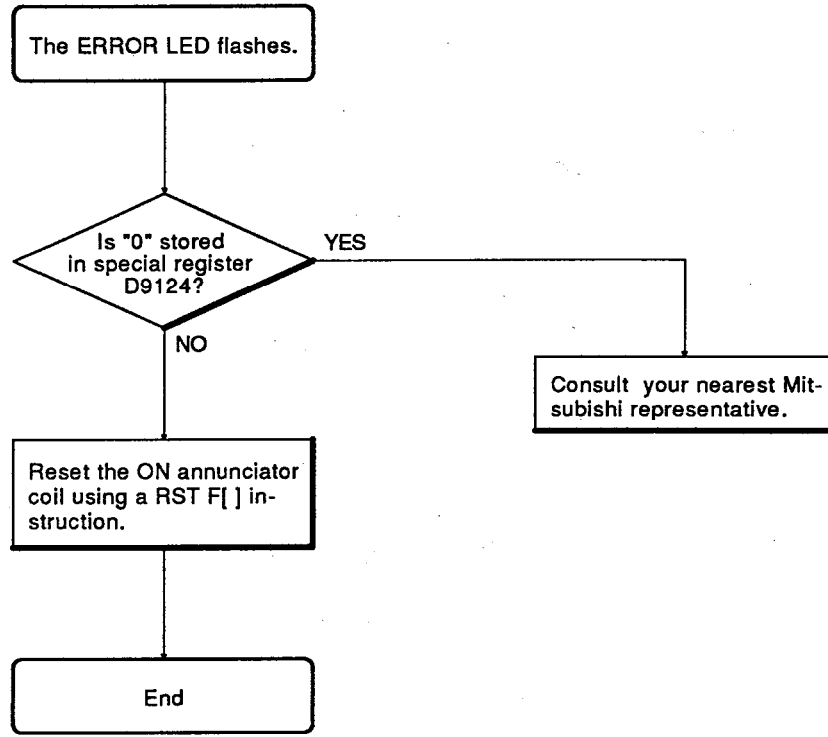 The ERROR LED flashes.
Is "0" stored
in special register
D9124?
YES
NO
Consult your nearest Mit-
subishi representative.
Reset the ON annunciator
coil using a RST F[ ] in-
struction.
End